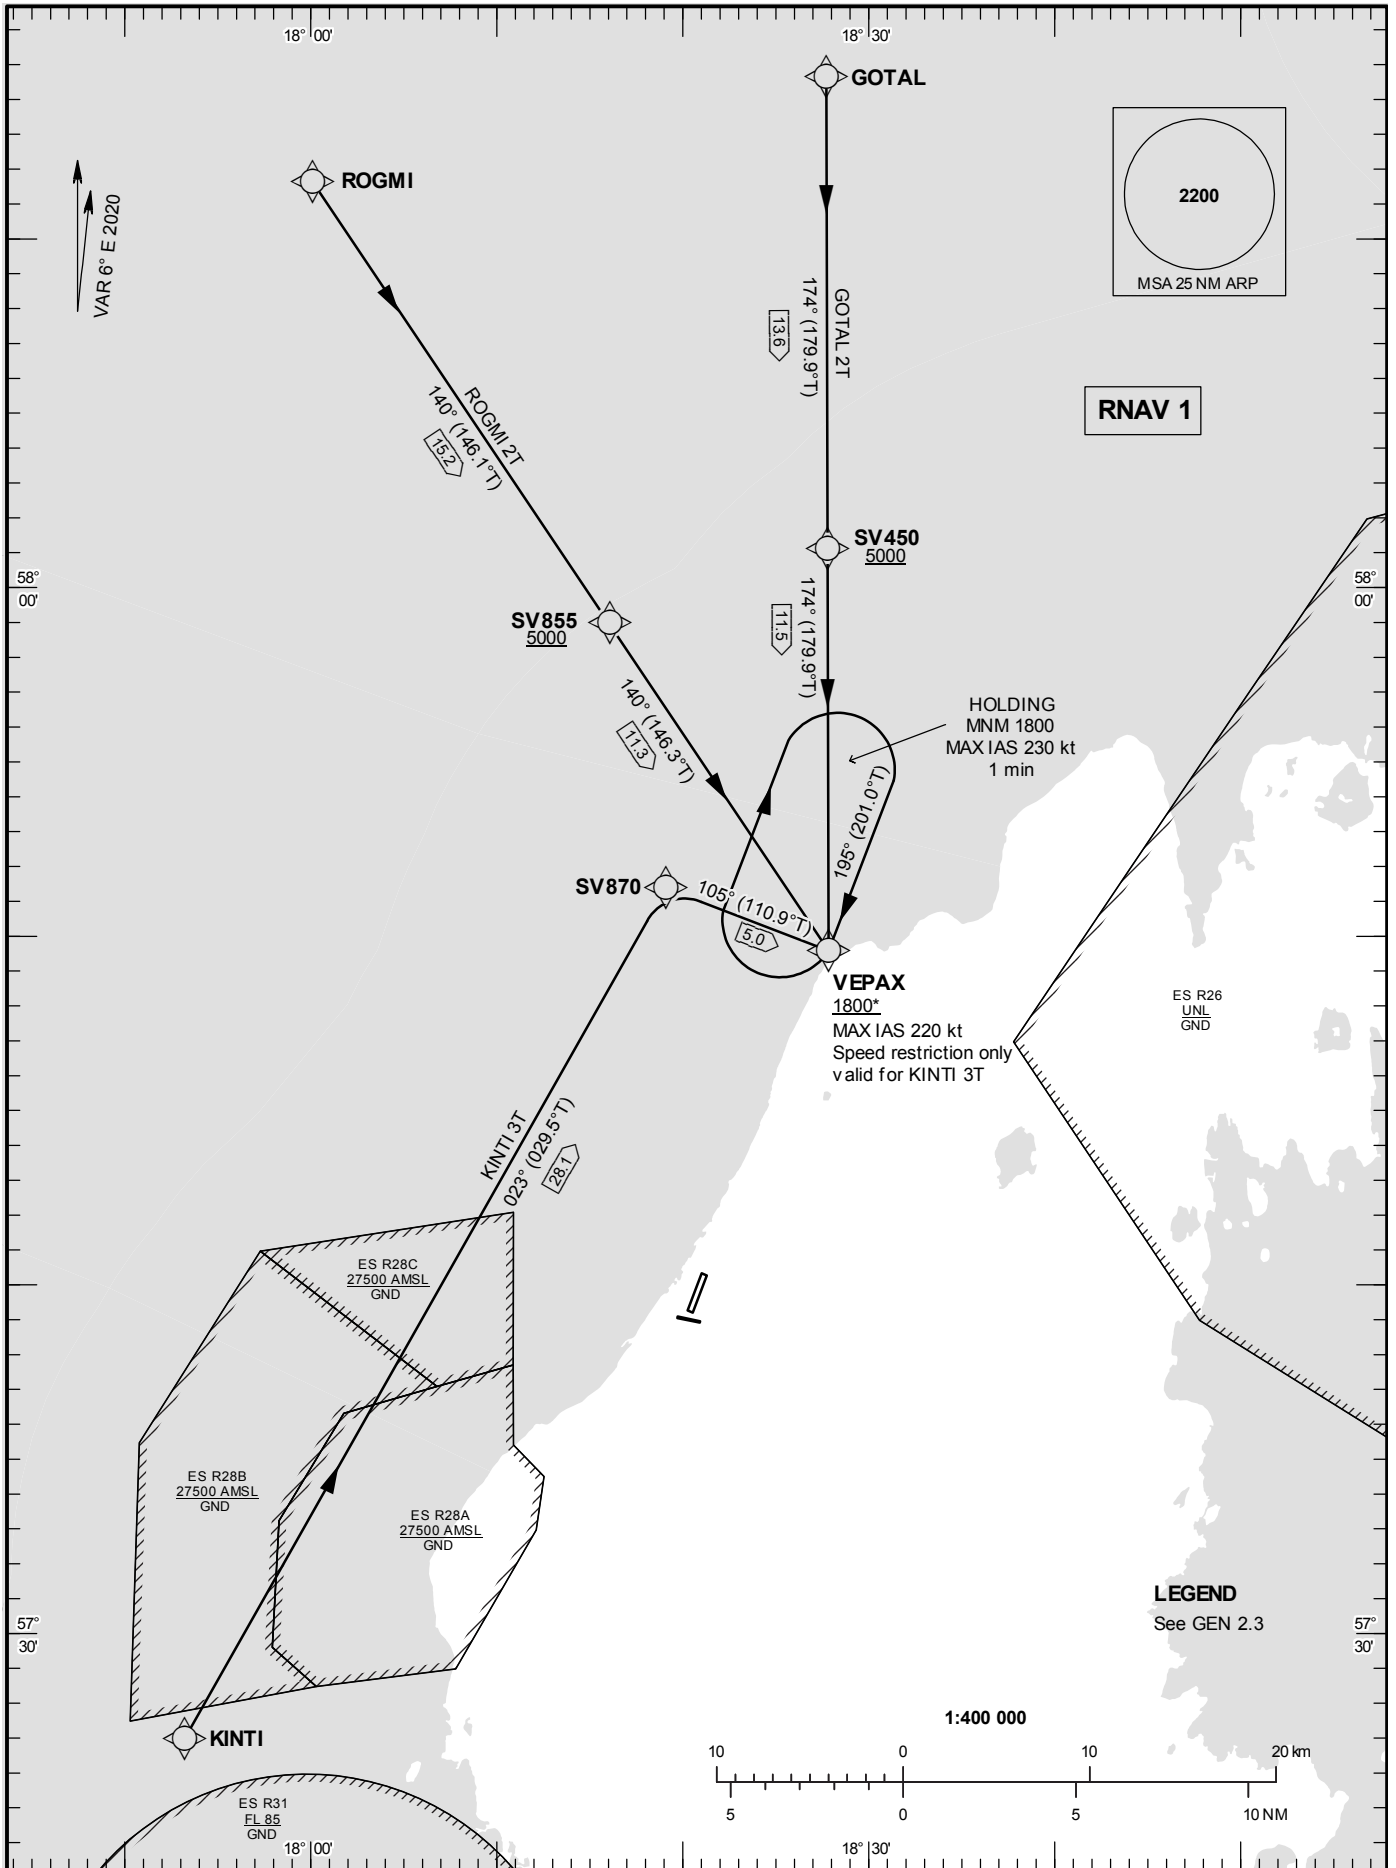 18° 00'
18° 30'
GOTAL
ROGMI
2200
MSA 25 NM ARP
VAR 6° E 2020
GOTAL 2T
174° (179.9°T)
13.6
RNAV 1
ROGMI 2T
140° (146.1°T)
15.2
SV450
5000
58°
00'
58°
00'
SV855
5000
174° (179.9°T)
11.5
140° (146.3°T)
11.3
HOLDING
MNM 1800
MAX IAS 230 kt
1 min
195° (201.0°T)
SV870
105° (110.9°T)
5.0
VEPAX
1800*
MAX IAS 220 kt
Speed restriction only
valid for KINTI 3T
ES R26
UNL
GND
KINTI 3T
023° (029.5°T)
28.1
ES R28C
27500 AMSL
GND
ES R28B
27500 AMSL
GND
ES R28A
27500 AMSL
GND
LEGEND
See GEN 2.3
57°
30'
57°
30'
KINTI
1:400 000
10 0 10 20 km
5 0 5 10 NM
ES R31
FL 85
GND
18° 00'
18° 30'